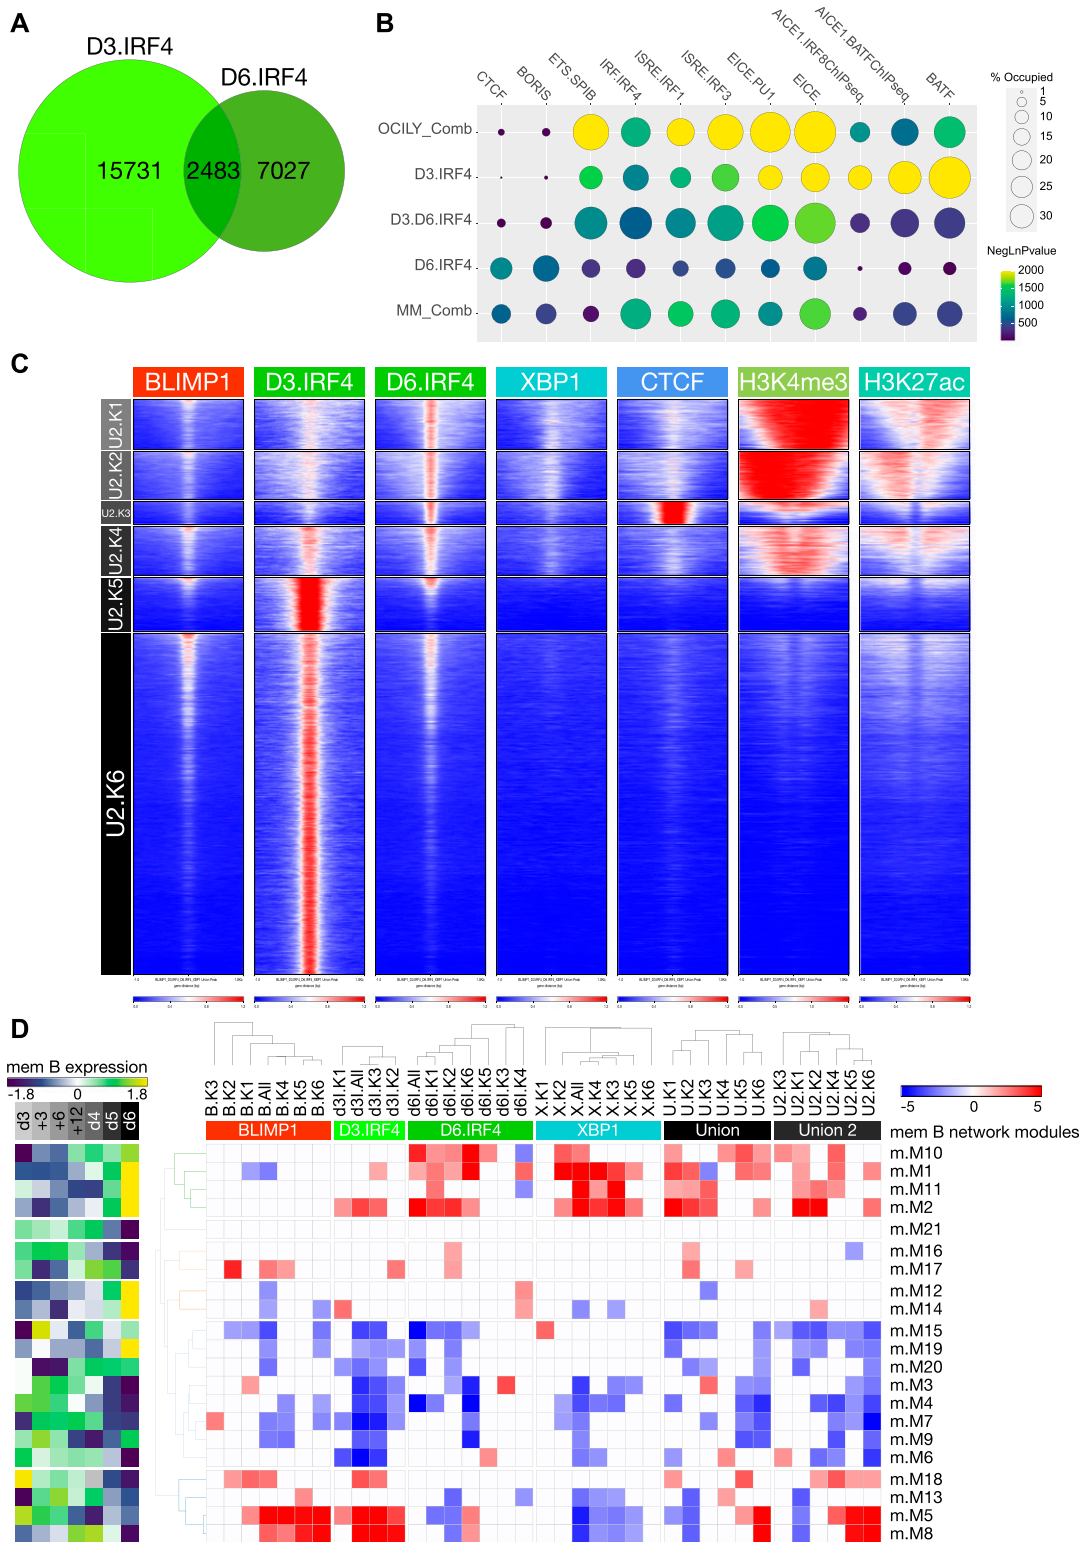 A
D3.IRF4
D6.IRF4
15731
2483
7027
B
CTCF
BORIS
ETS.SPIB
IRF.IRF4
ISRE.IRF1
ISRE.IRF3
EICE.PU1
EICE
AICE1.IRF8ChIPseq
AICE1.BATFChIPseq
BATF
OCILY_Comb
D3.IRF4
D3.D6.IRF4
D6.IRF4
MM_Comb
% Occupied
1
5
10
15
20
25
30
NegLnPvalue
2000
1500
1000
500
C
BLIMP1 D3.IRF4 D6.IRF4 XBP1 CTCF H3K4me3 H3K27ac
U2.K1
U2.K2
U2.K3
U2.K4
U2.K5
U2.K6
D
mem B expression
-1.8 0 1.8
d3 +3 +6 +12 d4 d5 d6
B.K3 B.K2 B.K1 B.All B.K4 B.K5 B.K6
d3I.K1 d3I.All d3I.K3 d3I.K2
d6I.All d6I.K1 d6I.K2 d6I.K6 d6I.K5 d6I.K3 d6I.K4
X.K1 X.K2 X.All X.K4 X.K3 X.K5 X.K6
U.K1 U.K2 U.K3 U.K4 U.K5 U.K6
U2.K3 U2.K1 U2.K2 U2.K4 U2.K5 U2.K6
BLIMP1 D3.IRF4 D6.IRF4 XBP1 Union Union 2
-5 0 5
mem B network modules
m.M10
m.M1
m.M11
m.M2
m.M21
m.M16
m.M17
m.M12
m.M14
m.M15
m.M19
m.M20
m.M3
m.M4
m.M7
m.M9
m.M6
m.M18
m.M13
m.M5
m.M8